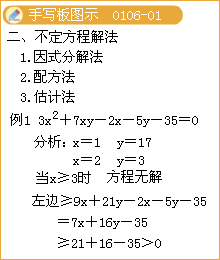 手写板图示 0106-01
二、不定方程解法
1.因式分解法
2.配方法
3.估计法
例1 3x²+7xy-2x-5y-35=0
分析：x=1 y=17
x=2 y=3
当x≥3时 方程无解
左边≥9x+21y-2x-5y-35
=7x+16y-35
≥21+16-35>0